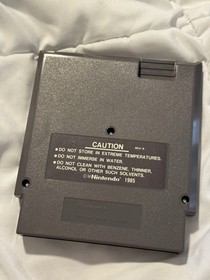 CAUTION
REV-A
● DO NOT STORE IN EXTREME TEMPERATURES.
● DO NOT IMMERSE IN WATER.
● DO NOT CLEAN WITH BENZENE, THINNER,
ALCOHOL OR OTHER SUCH SOLVENTS.
Nintendo 1985